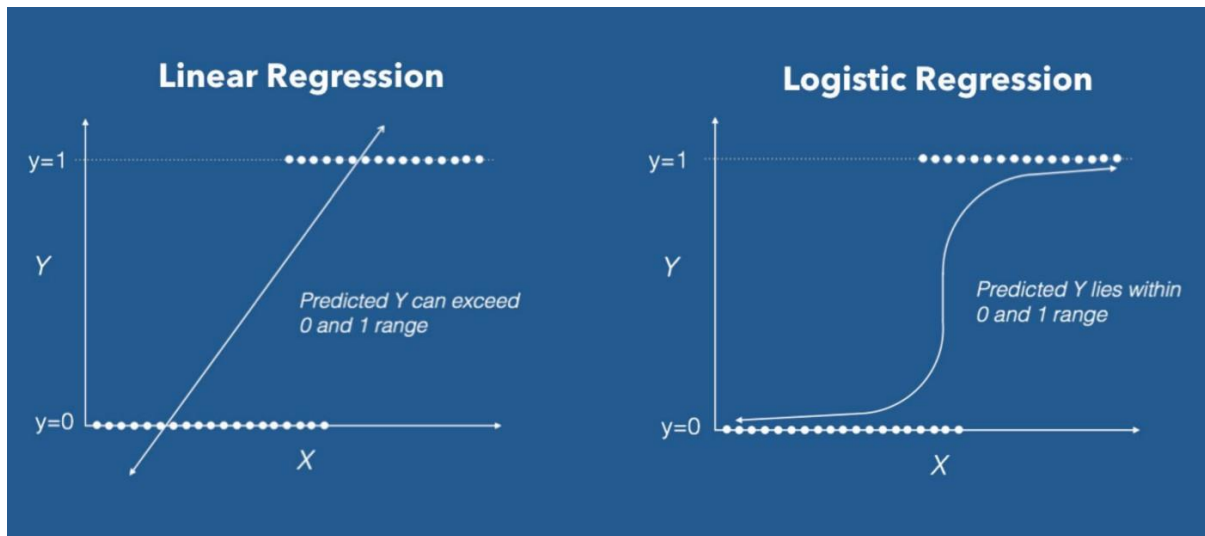 Linear Regression
y=1
Y
Predicted Y can exceed
0 and 1 range
y=0
X
Logistic Regression
y=1
Y
Predicted Y lies within
0 and 1 range
y=0
X